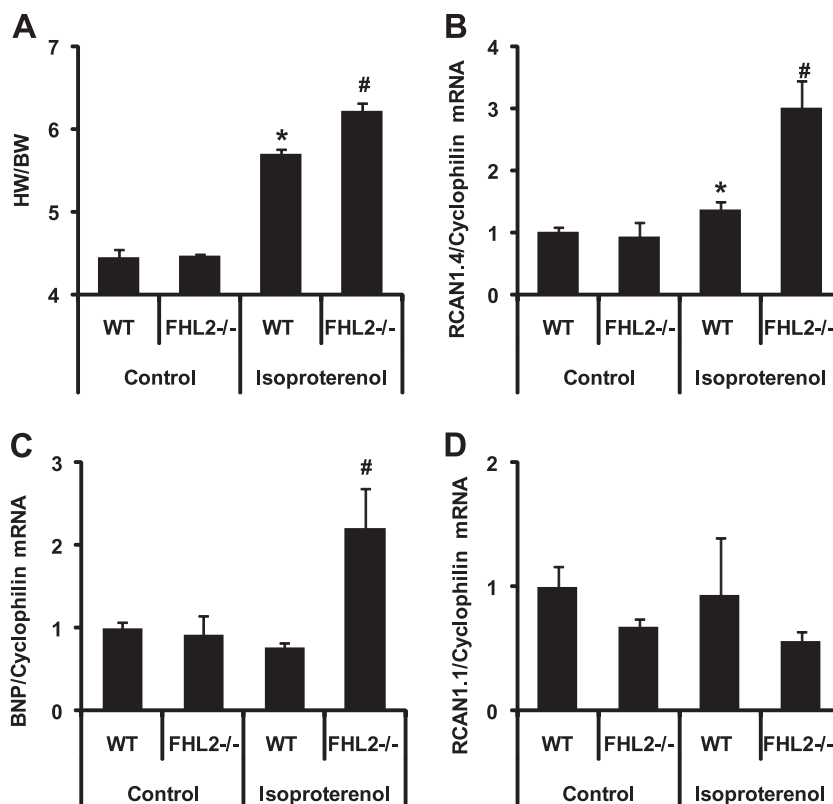 A
7
6
5
4
HW/BW
*
#
WT FHL2-/- WT FHL2-/-
Control Isoproterenol
B
4
3
2
1
0
RCAN1.4/Cyclophilin mRNA
*
#
WT FHL2-/- WT FHL2-/-
Control Isoproterenol
C
3
2
1
0
BNP/Cyclophilin mRNA
#
WT FHL2-/- WT FHL2-/-
Control Isoproterenol
D
2
1
0
RCAN1.1/Cyclophilin mRNA
WT FHL2-/- WT FHL2-/-
Control Isoproterenol